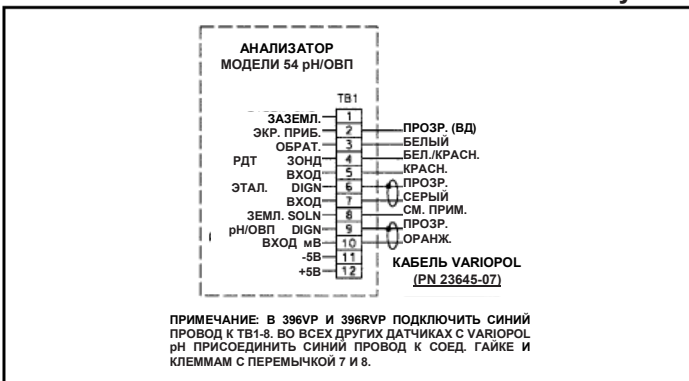 АНАЛИЗАТОР
МОДЕЛИ 54 pH/ОВП
TB1
ЗАЗЕМЛ. 1
ЭКР. ПРИБ. 2 ПРОЗР. (ВД)
ОБРАТ. 3 БЕЛЫЙ
РДТ ЗОНД 4 БЕЛ./КРАСН.
ВХОД 5 КРАСН.
ЭТАЛ. DIGN 6 ПРОЗР.
ВХОД 7 СЕРЫЙ
ЗЕМЛ. SOLN 8 СМ. ПРИМ.
pH/ОВП DIGN 9 ПРОЗР.
ВХОД мВ 10 ОРАНЖ.
-5В 11
+5В 12
КАБЕЛЬ VARIOPOL
(PN 23645-07)
ПРИМЕЧАНИЕ: В 396VP И 396RVP ПОДКЛЮЧИТЬ СИНИЙ
ПРОВОД К ТВ1-8. ВО ВСЕХ ДРУГИХ ДАТЧИКАХ С VARIOPOL
pH ПРИСОЕДИНИТЬ СИНИЙ ПРОВОД К СОЕД. ГАЙКЕ И
КЛЕММАМ С ПЕРЕМЫЧКОЙ 7 И 8.